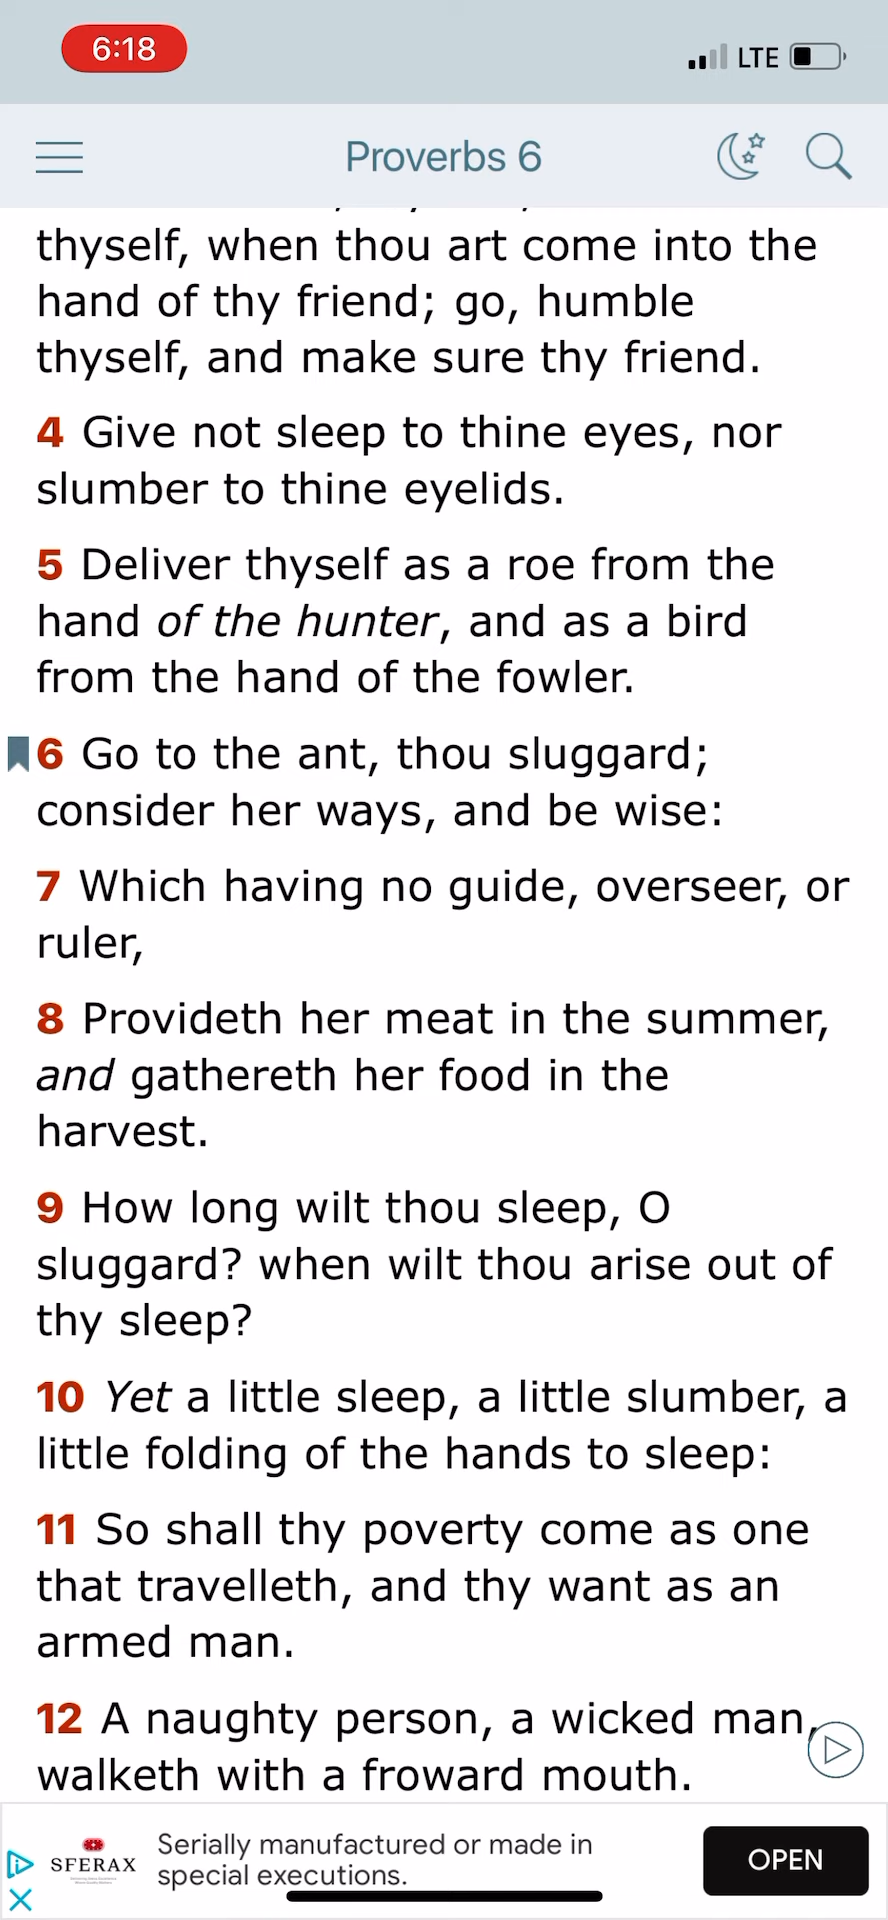 6:18
LTE
Proverbs 6
thyself, when thou art come into the
hand of thy friend; go, humble
thyself, and make sure thy friend.
4 Give not sleep to thine eyes, nor
slumber to thine eyelids.
5 Deliver thyself as a roe from the
hand of the hunter, and as a bird
from the hand of the fowler.
6 Go to the ant, thou sluggard;
consider her ways, and be wise:
7 Which having no guide, overseer, or
ruler,
8 Provideth her meat in the summer,
and gathereth her food in the
harvest.
9 How long wilt thou sleep, O
sluggard? when wilt thou arise out of
thy sleep?
10 Yet a little sleep, a little slumber, a
little folding of the hands to sleep:
11 So shall thy poverty come as one
that travelleth, and thy want as an
armed man.
12 A naughty person, a wicked man,
walketh with a froward mouth.
SFERAX
Serially manufactured or made in
special executions.
OPEN